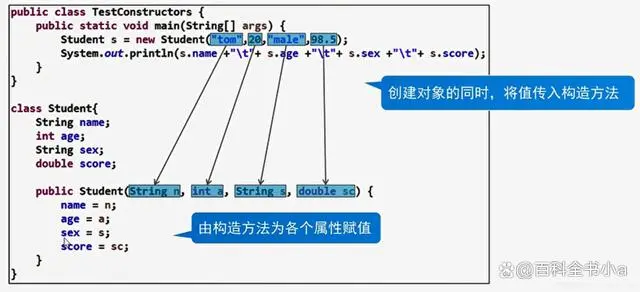 public class TestConstructors {
public static void main(String[] args) {
Student s = new Student("tom",20,"male",98.5);
System.out.println(s.name +"\t"+ s.age +"\t"+ s.sex +"\t"+ s.score);
}
}
创建对象的同时，将值传入构造方法
class Student{
String name;
int age;
String sex;
double score;
public Student(String n, int a, String s, double sc) {
name = n;
age = a;
sex = s;
score = sc;
}
}
由构造方法为各个属性赋值
百科全书小a